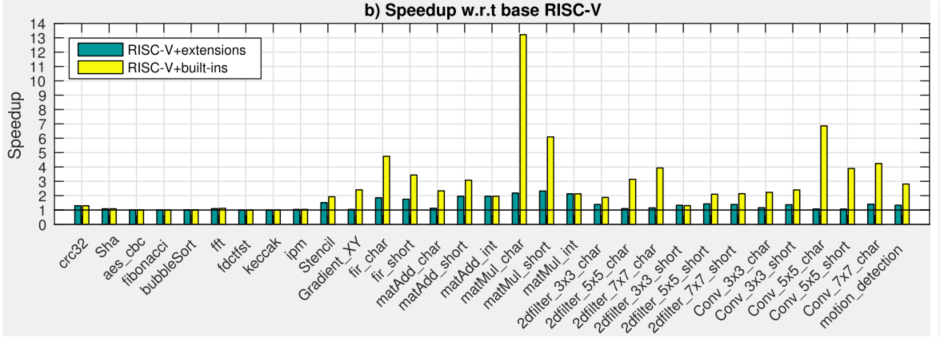 b) Speedup w.r.t base RISC-V
14
13
12
11
10
9
8
7
6
5
4
3
2
1
0
Speedup
RISC-V+extensions
RISC-V+built-ins
crc32
Sha
aes_cbc
fibonacci
bubbleSort
fft
fdctfst
keccak
ipm
Stencil
Gradient_XY
fir_char
fir_short
matAdd_char
matAdd_short
matAdd_int
matMul_char
matMul_short
matMul_int
2dfilter_3x3_char
2dfilter_5x5_char
2dfilter_7x7_char
2dfilter_3x3_short
2dfilter_5x5_short
2dfilter_7x7_short
Conv_3x3_char
Conv_3x3_short
Conv_5x5_char
Conv_5x5_short
Conv_7x7_char
motion_detection